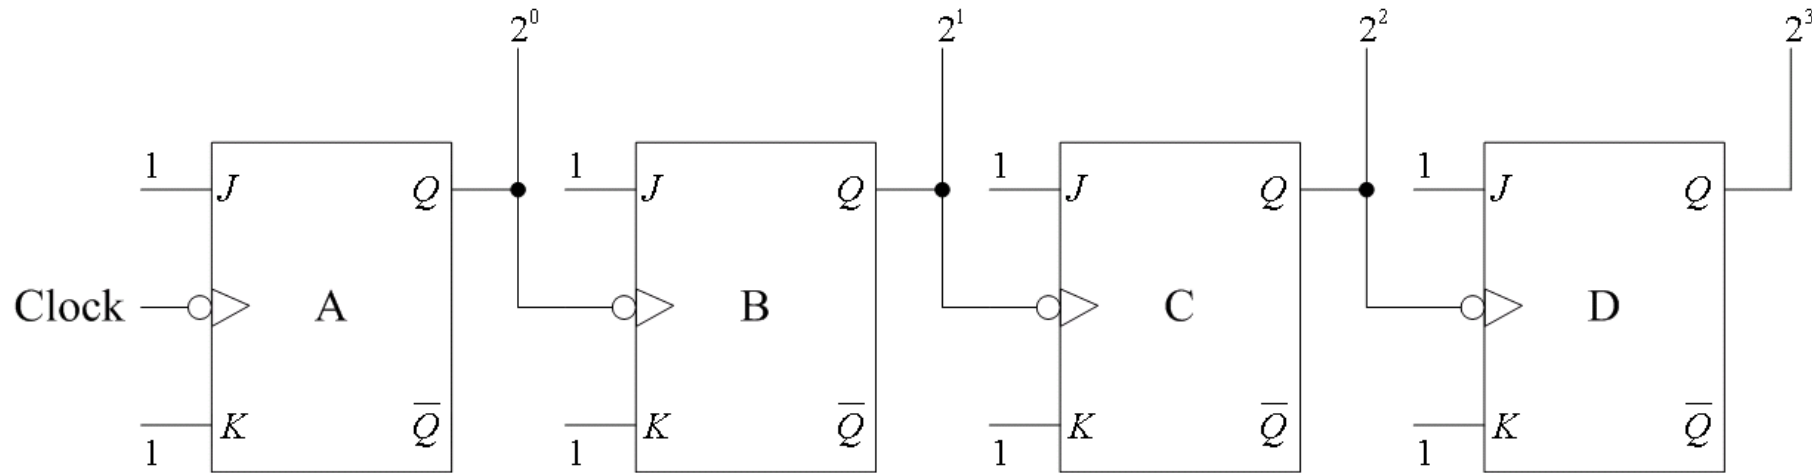 2⁰ 2¹ 2² 2³
1 1 1 1
J Q J Q J Q J Q
Clock A B C D
K Q̅ K Q̅ K Q̅ K Q̅
1 1 1 1